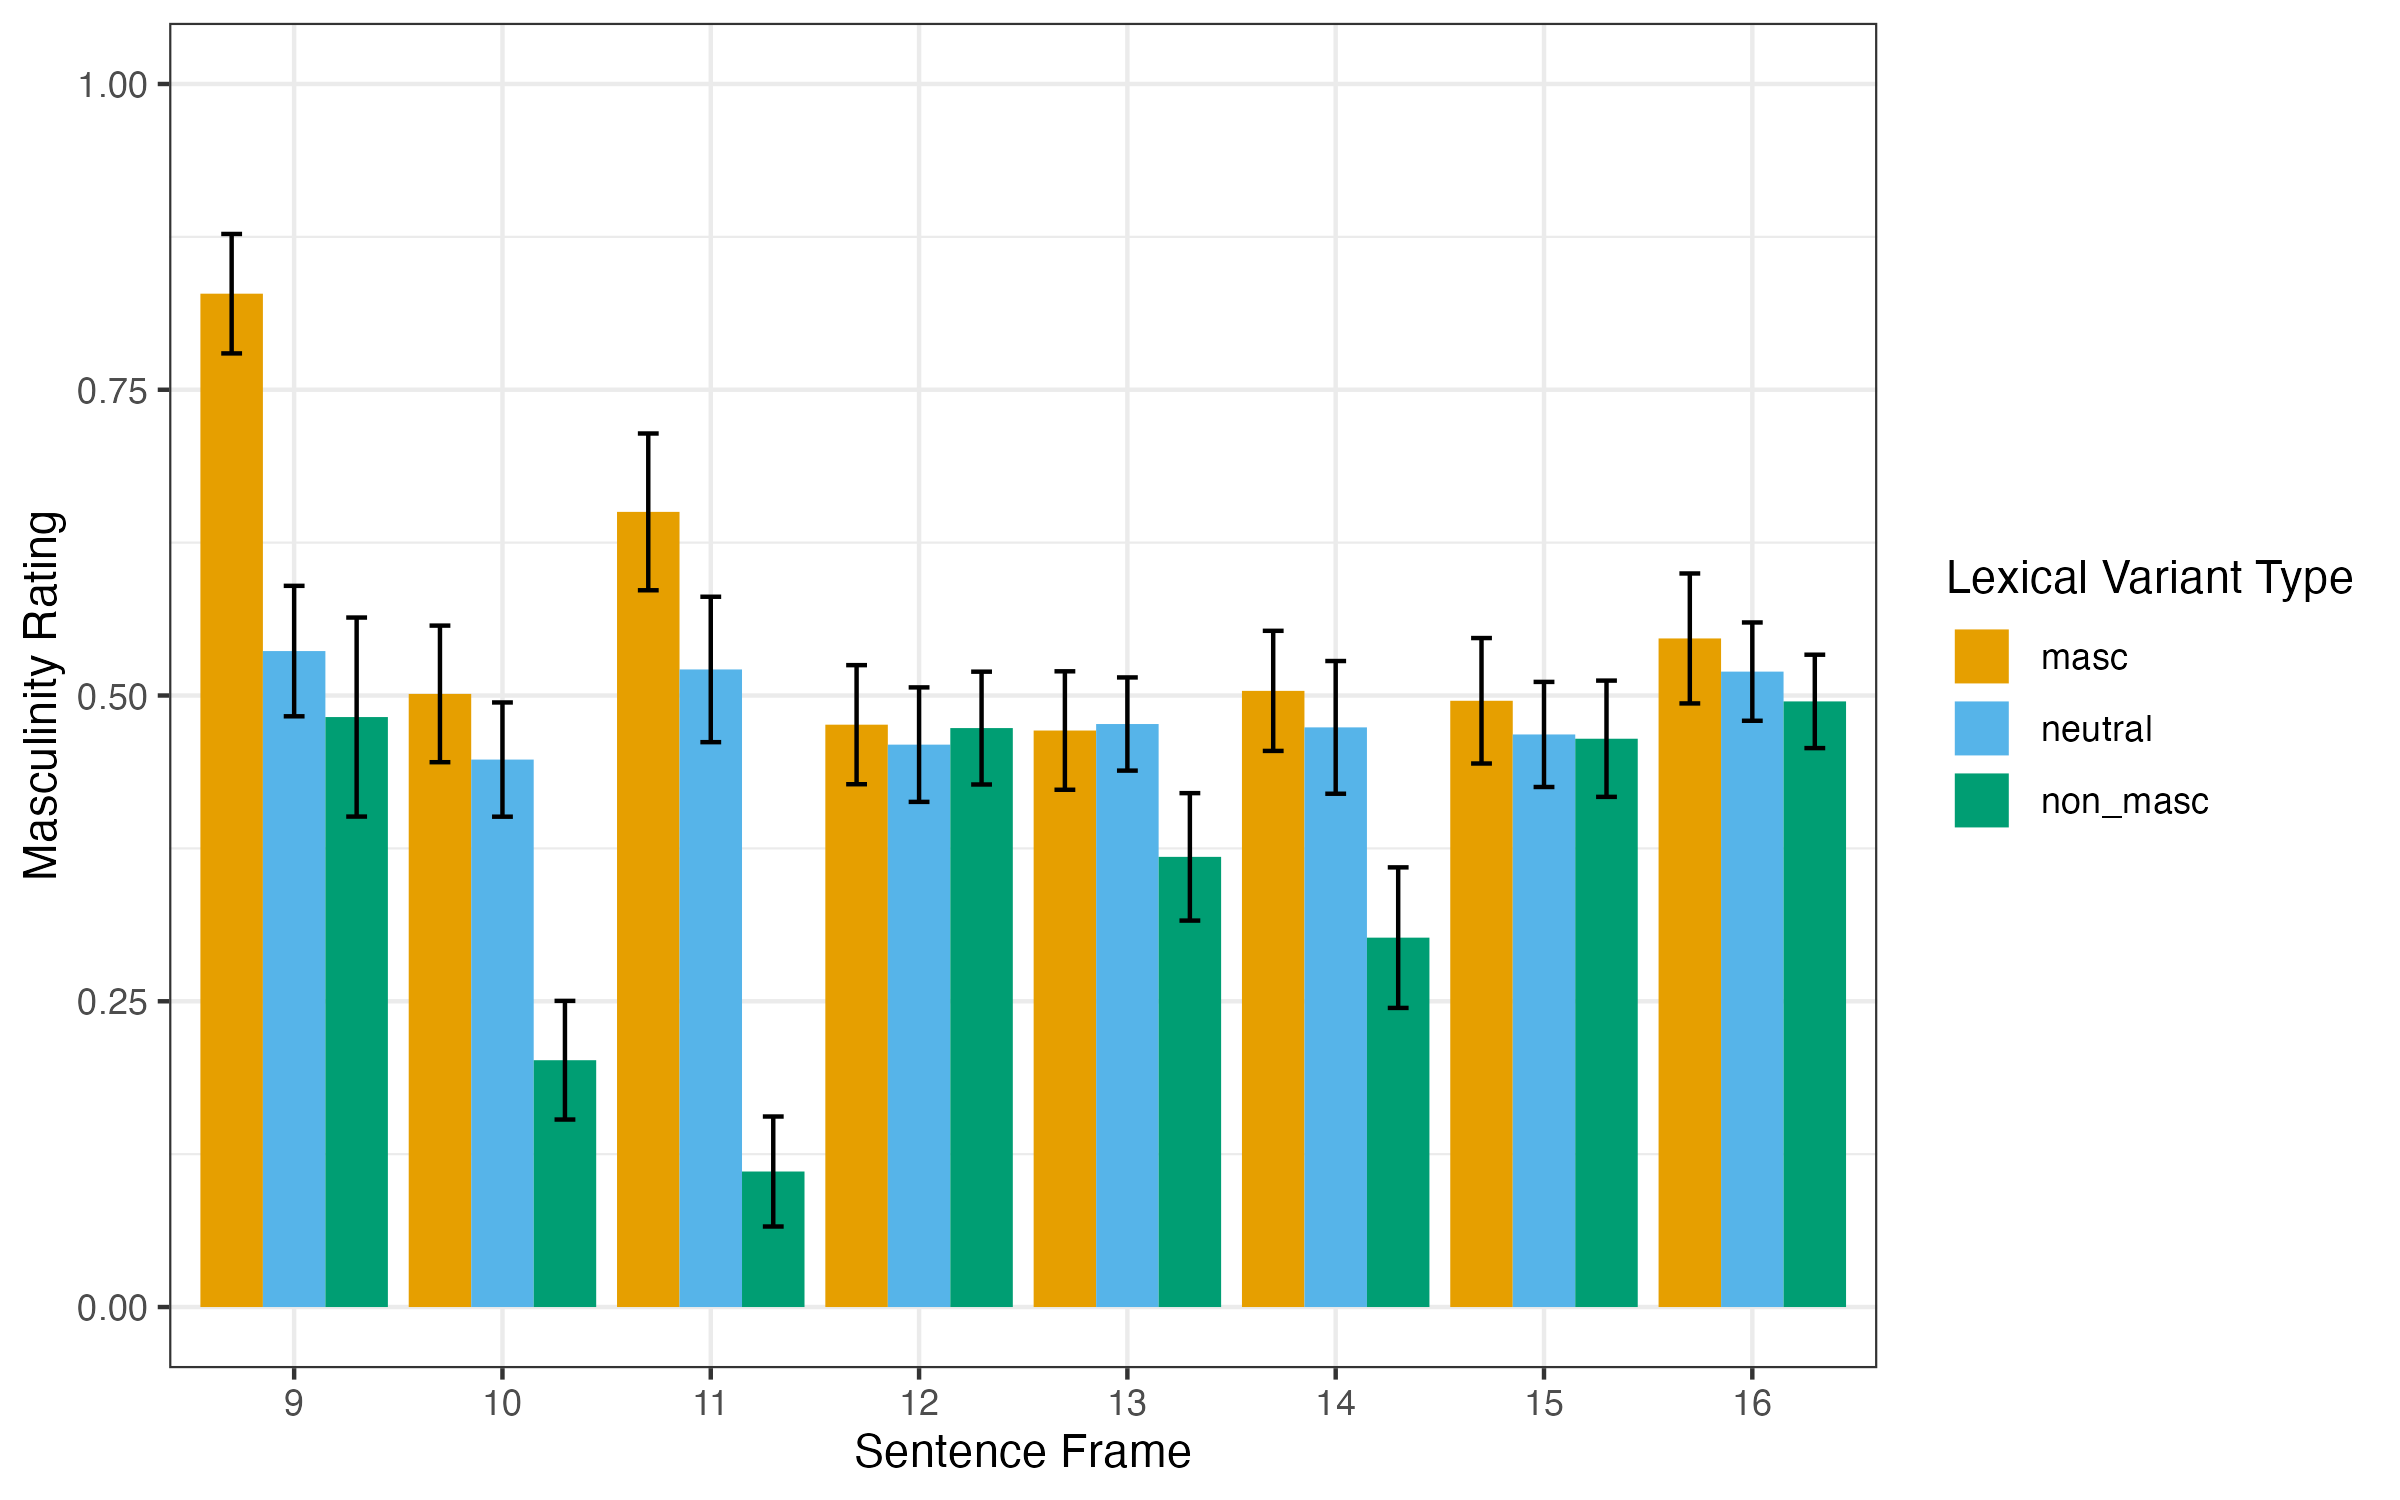 1.00
0.75
0.50
0.25
0.00
Masculinity Rating
9 10 11 12 13 14 15 16
Sentence Frame
Lexical Variant Type
masc
neutral
non_masc